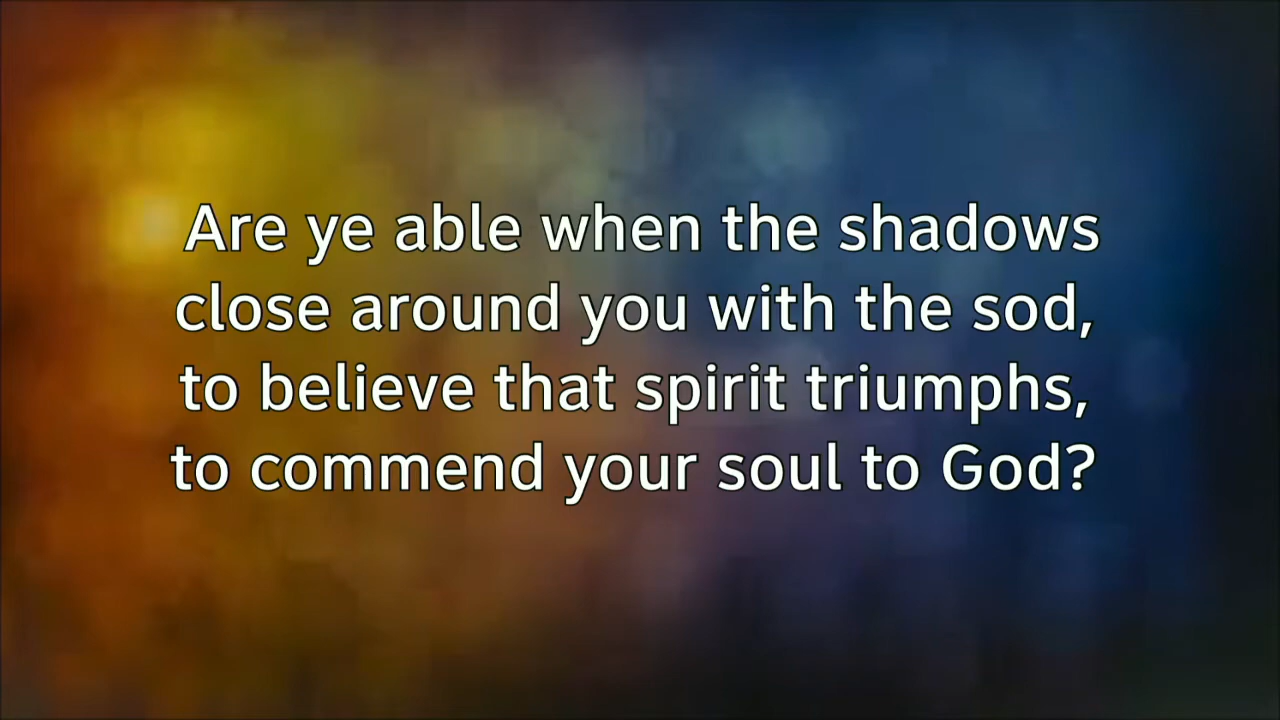 Are ye able when the shadows
close around you with the sod,
to believe that spirit triumphs,
to commend your soul to God?